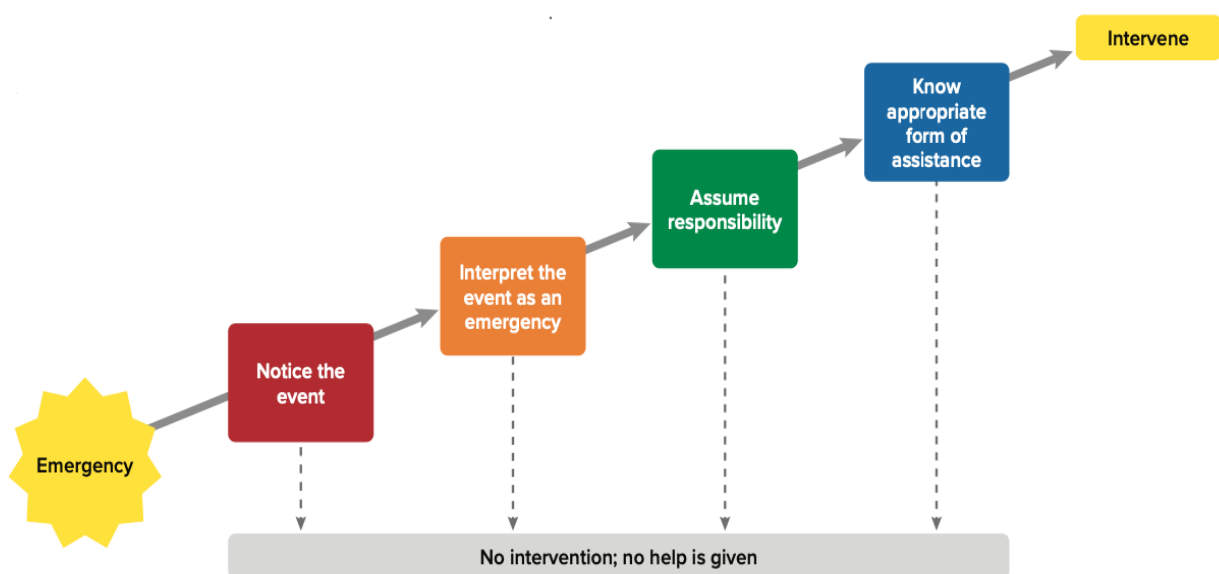 Intervene
Know
appropriate
form of
assistance
Assume
responsibility
Interpret the
event as an
emergency
Notice the
event
Emergency
No intervention; no help is given